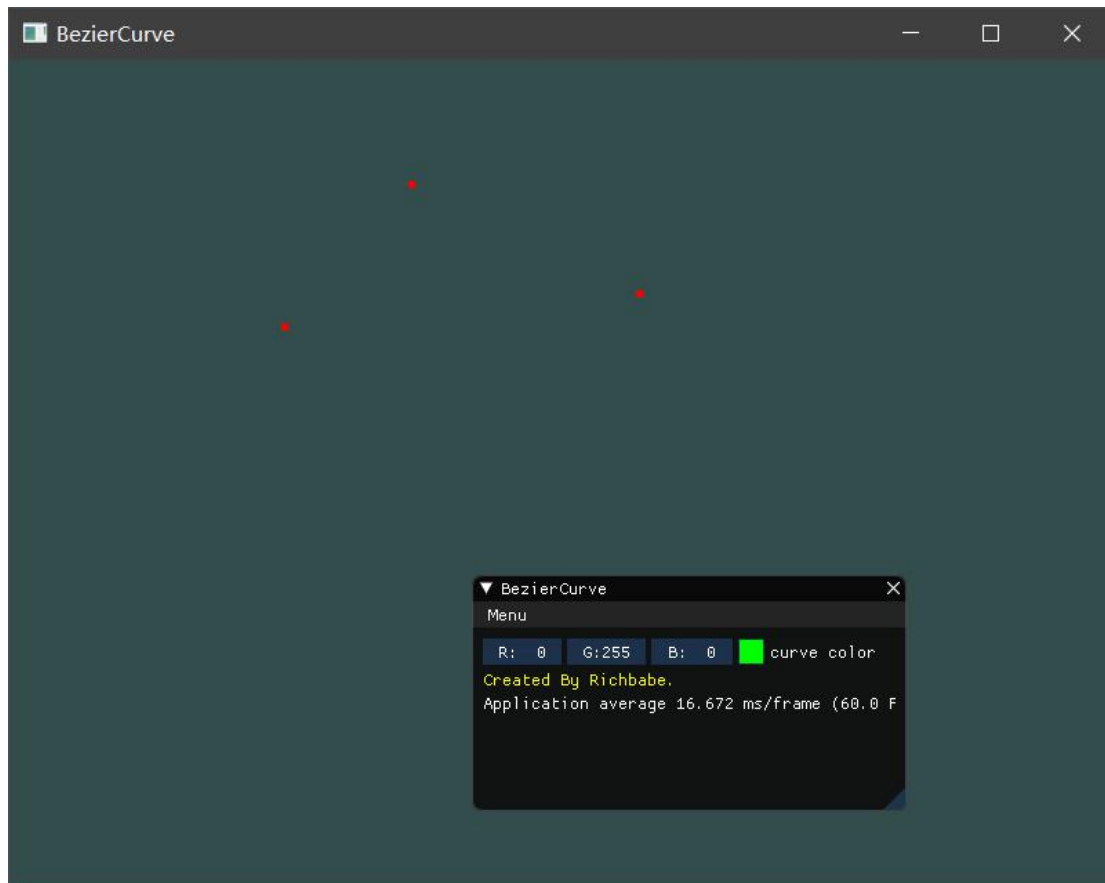 BezierCurve
BezierCurve
Menu
R: 0 G:255 B: 0 curve color
Created By Richbabe.
Application average 16.672 ms/frame (60.0 F